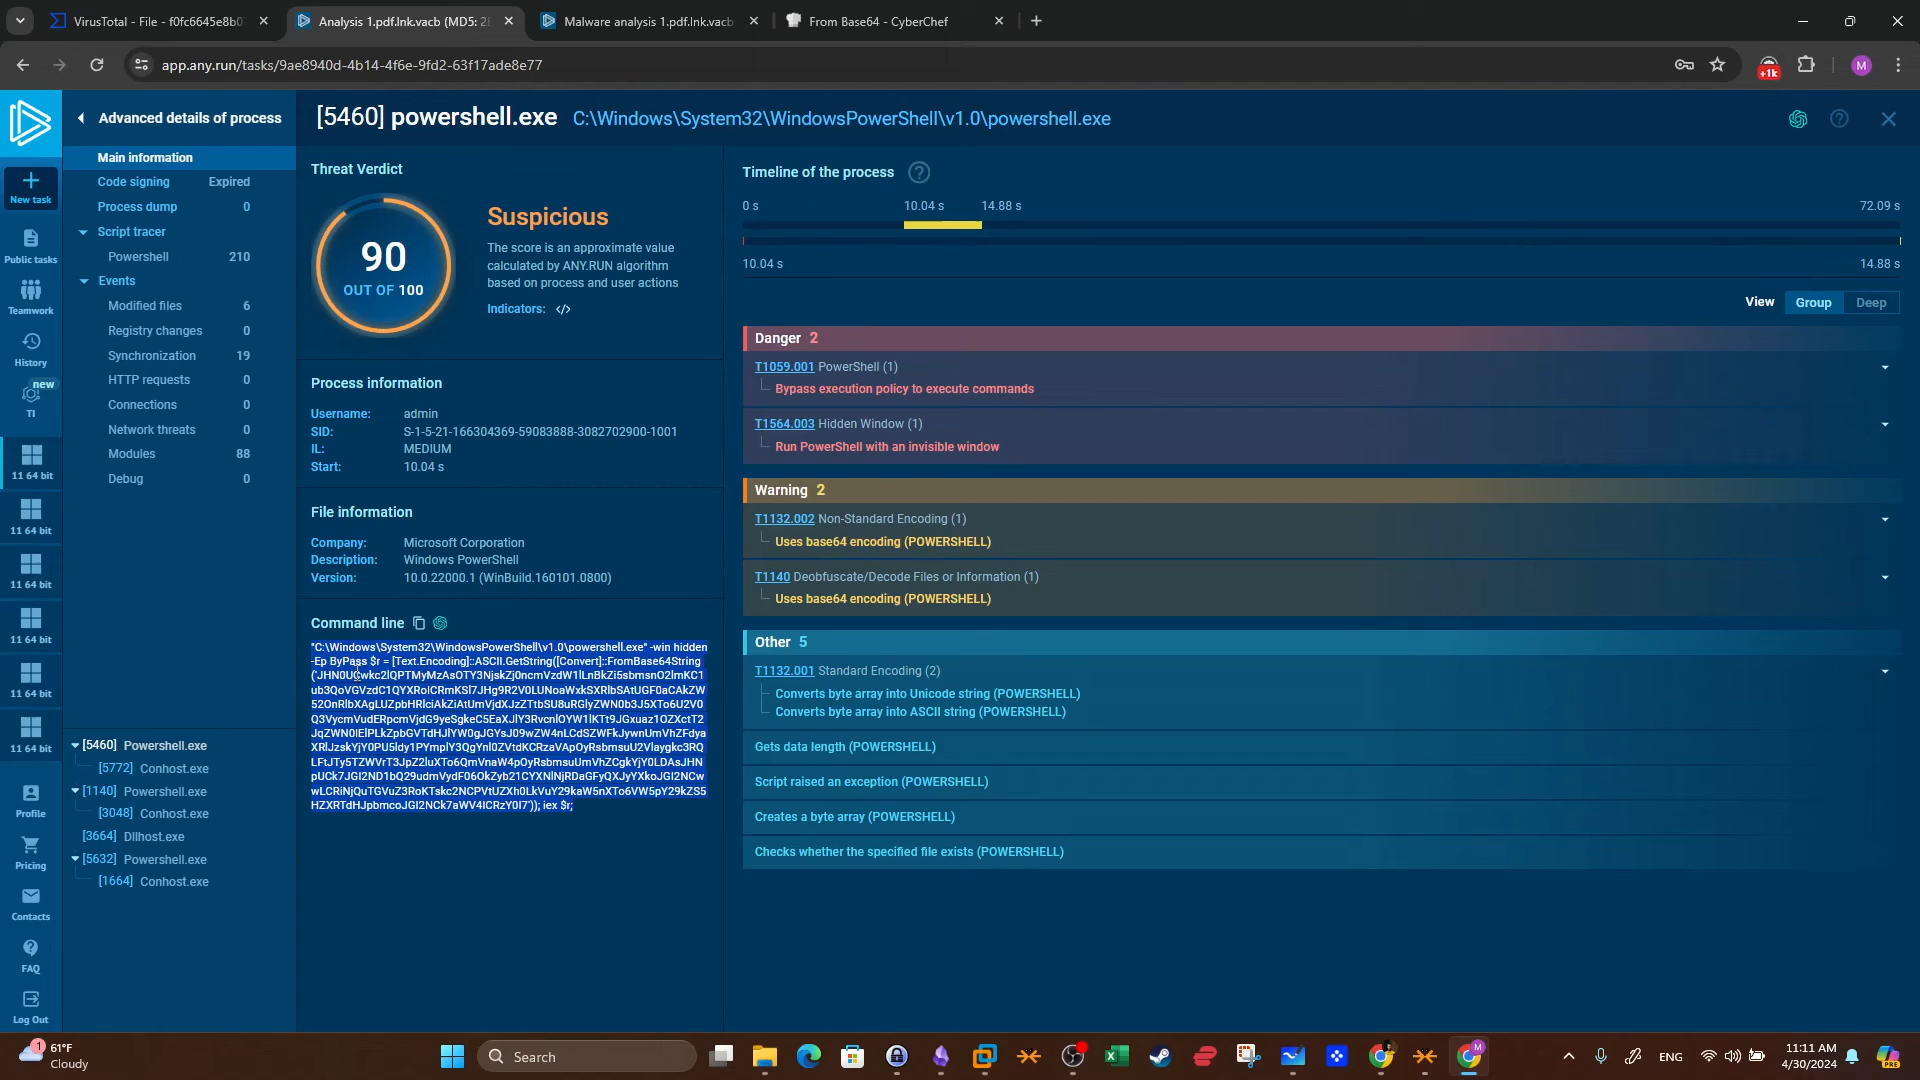 VirusTotal - File - f0fc6645e8b0
Analysis 1.pdf.lnk.vacb (MD5: 2
Malware analysis 1.pdf.lnk.vacb
From Base64 - CyberChef
app.any.run/tasks/9ae8940d-4b14-4f6e-9fd2-63f17ade8e77
+1k
M
New task
Public tasks
Teamwork
History
new
TI
11 64 bit
11 64 bit
11 64 bit
11 64 bit
11 64 bit
11 64 bit
Profile
Pricing
Contacts
FAQ
Log Out
Advanced details of process
Main information
Code signing Expired
Process dump 0
Script tracer
Powershell 210
Events
Modified files 6
Registry changes 0
Synchronization 19
HTTP requests 0
Connections 0
Network threats 0
Modules 88
Debug 0
[5460] Powershell.exe
[5772] Conhost.exe
[1140] Powershell.exe
[3048] Conhost.exe
[3664] Dllhost.exe
[5632] Powershell.exe
[1664] Conhost.exe
[5460] powershell.exe C:\Windows\System32\WindowsPowerShell\v1.0\powershell.exe
Threat Verdict
90
OUT OF 100
Suspicious
The score is an approximate value
calculated by ANY.RUN algorithm
based on process and user actions
Indicators:
Process information
Username: admin
SID: S-1-5-21-166304369-59083888-3082702900-1001
IL: MEDIUM
Start: 10.04 s
File information
Company: Microsoft Corporation
Description: Windows PowerShell
Version: 10.0.22000.1 (WinBuild.160101.0800)
Command line
"C:\Windows\System32\WindowsPowerShell\v1.0\powershell.exe" -win hidden
-Ep ByPass $r = [Text.Encoding]::ASCII.GetString([Convert]::FromBase64String
iex $r;
Timeline of the process
0 s 10.04 s 14.88 s 72.09 s
10.04 s 14.88 s
View Group Deep
Danger 2
T1059.001 PowerShell (1)
Bypass execution policy to execute commands
T1564.003 Hidden Window (1)
Run PowerShell with an invisible window
Warning 2
T1132.002 Non-Standard Encoding (1)
Uses base64 encoding (POWERSHELL)
T1140 Deobfuscate/Decode Files or Information (1)
Uses base64 encoding (POWERSHELL)
Other 5
T1132.001 Standard Encoding (2)
Converts byte array into Unicode string (POWERSHELL)
Converts byte array into ASCII string (POWERSHELL)
Gets data length (POWERSHELL)
Script raised an exception (POWERSHELL)
Creates a byte array (POWERSHELL)
Checks whether the specified file exists (POWERSHELL)
1
61°F
Cloudy
Search
ENG
11:11 AM
4/30/2024